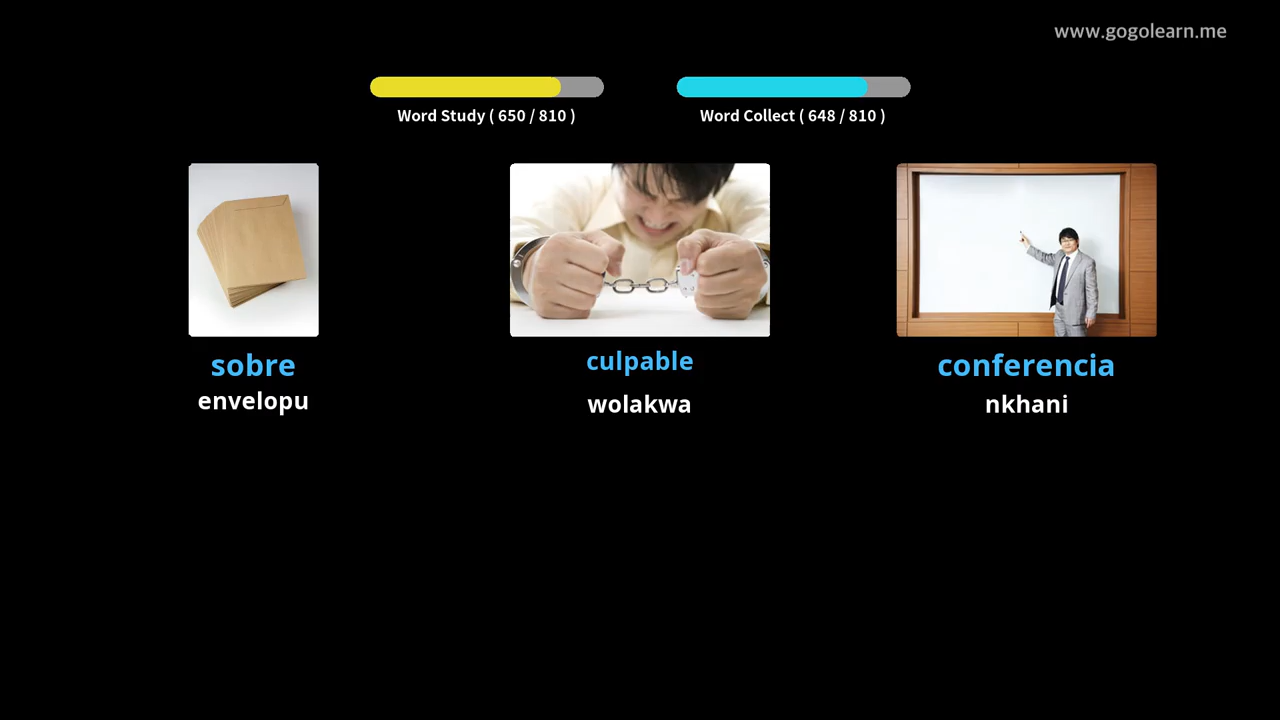 www.gogolearn.me
Word Study ( 650 / 810 )
Word Collect ( 648 / 810 )
sobre
envelopu
culpable
wolakwa
conferencia
nkhani